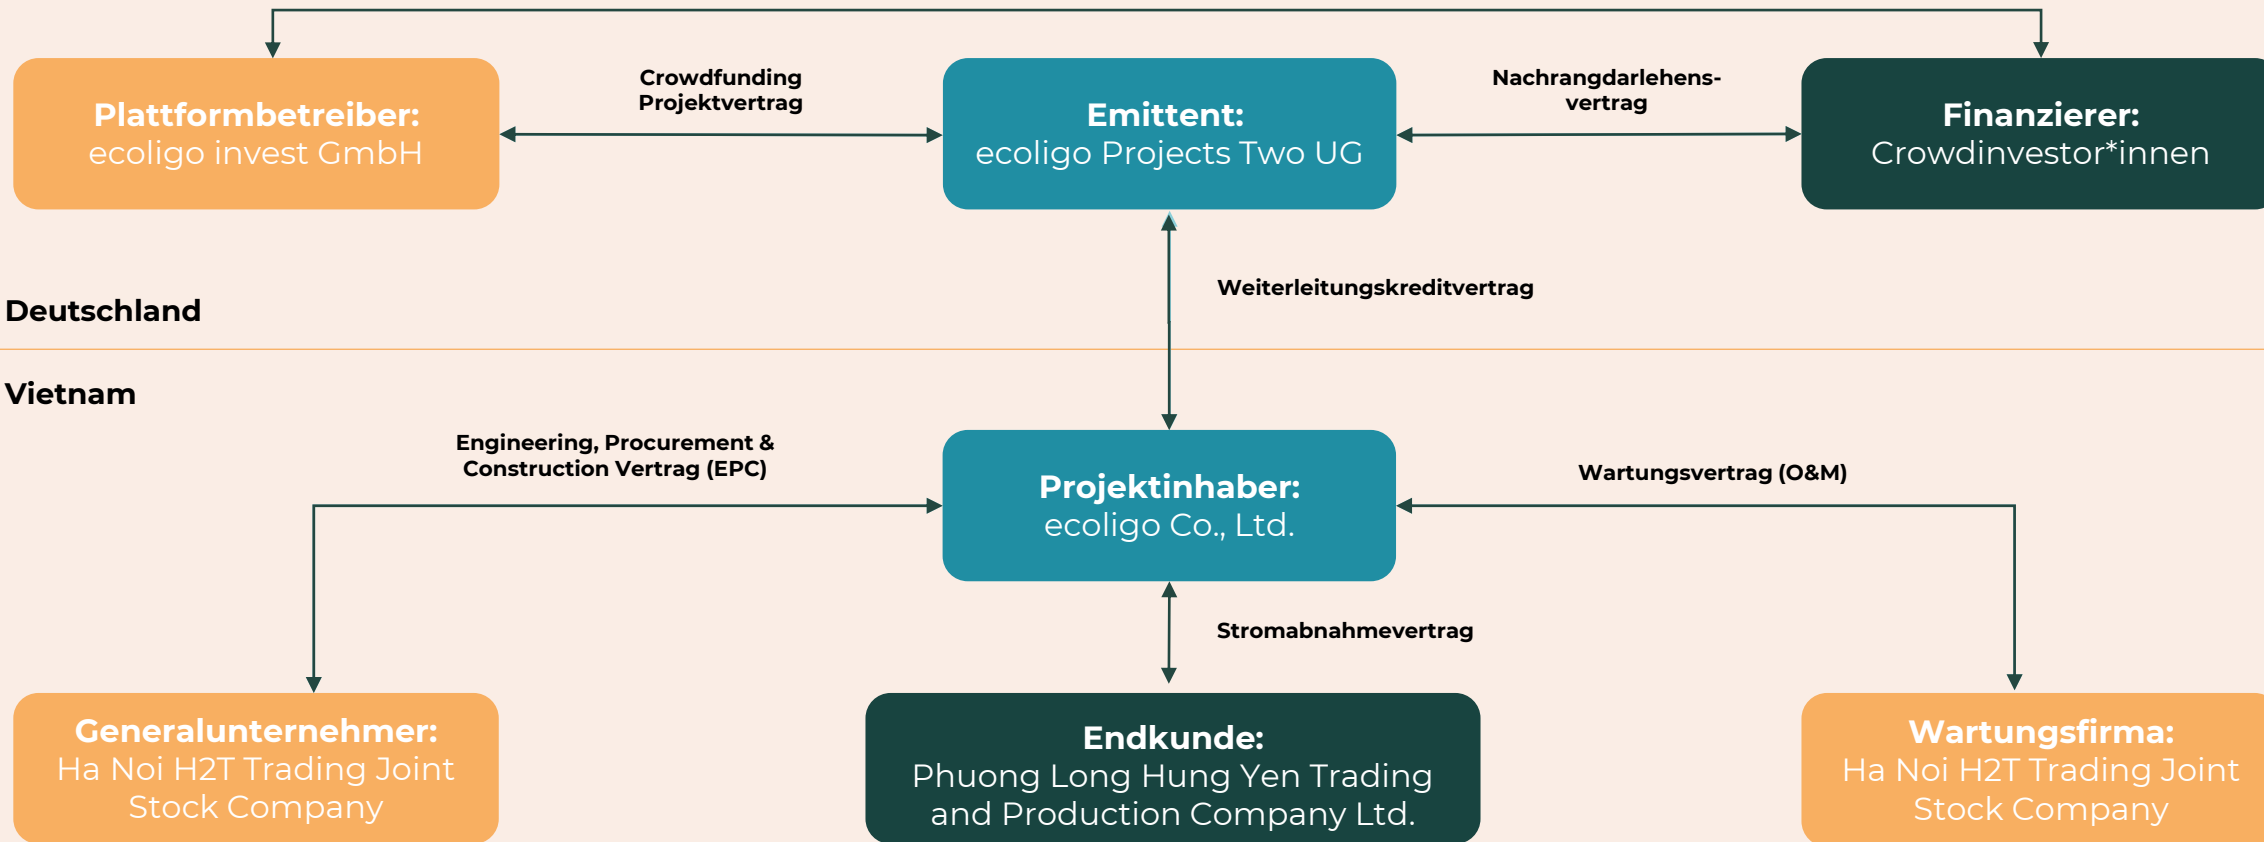 Crowdfunding
Projektvertrag
Nachrangdarlehens-
vertrag
Plattformbetreiber:
ecoligo invest GmbH
Emittent:
ecoligo Projects Two UG
Finanzierer:
Crowdinvestor*innen
Weiterleitungskreditvertrag
Deutschland
Vietnam
Engineering, Procurement &
Construction Vertrag (EPC)
Projektinhaber:
ecoligo Co., Ltd.
Wartungsvertrag (O&M)
Stromabnahmevertrag
Generalunternehmer:
Ha Noi H2T Trading Joint
Stock Company
Endkunde:
Phuong Long Hung Yen Trading
and Production Company Ltd.
Wartungsfirma:
Ha Noi H2T Trading Joint
Stock Company